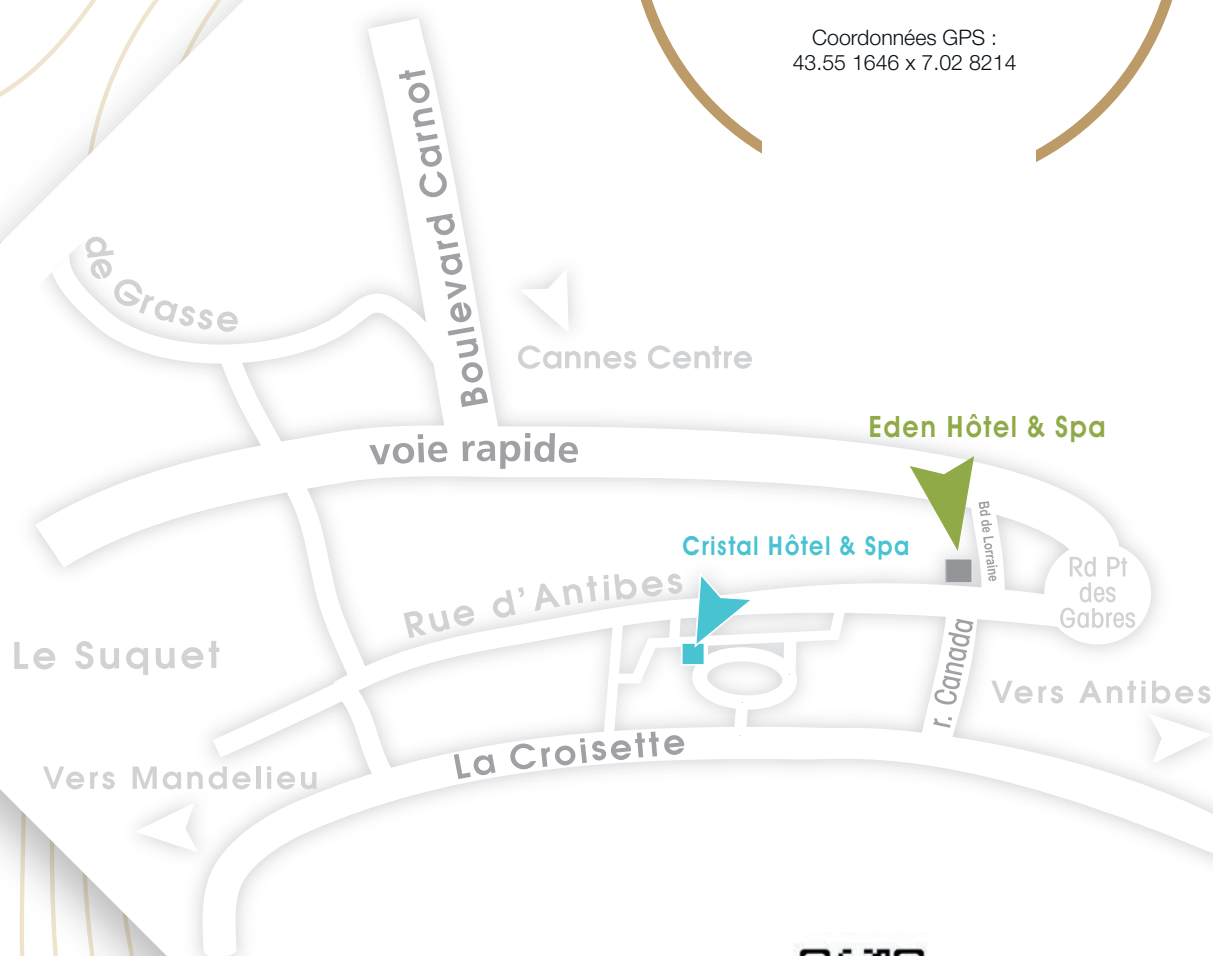 Coordonnées GPS :
43.55 1646 x 7.02 8214
Boulevard Carnot
de Grasse
Cannes Centre
Eden Hôtel & Spa
voie rapide
Bd de Lorraine
Cristal Hôtel & Spa
Rd Pt
des
Gabres
Rue d'Antibes
Le Suquet
r. Canada
Vers Antibes
La Croisette
Vers Mandelieu